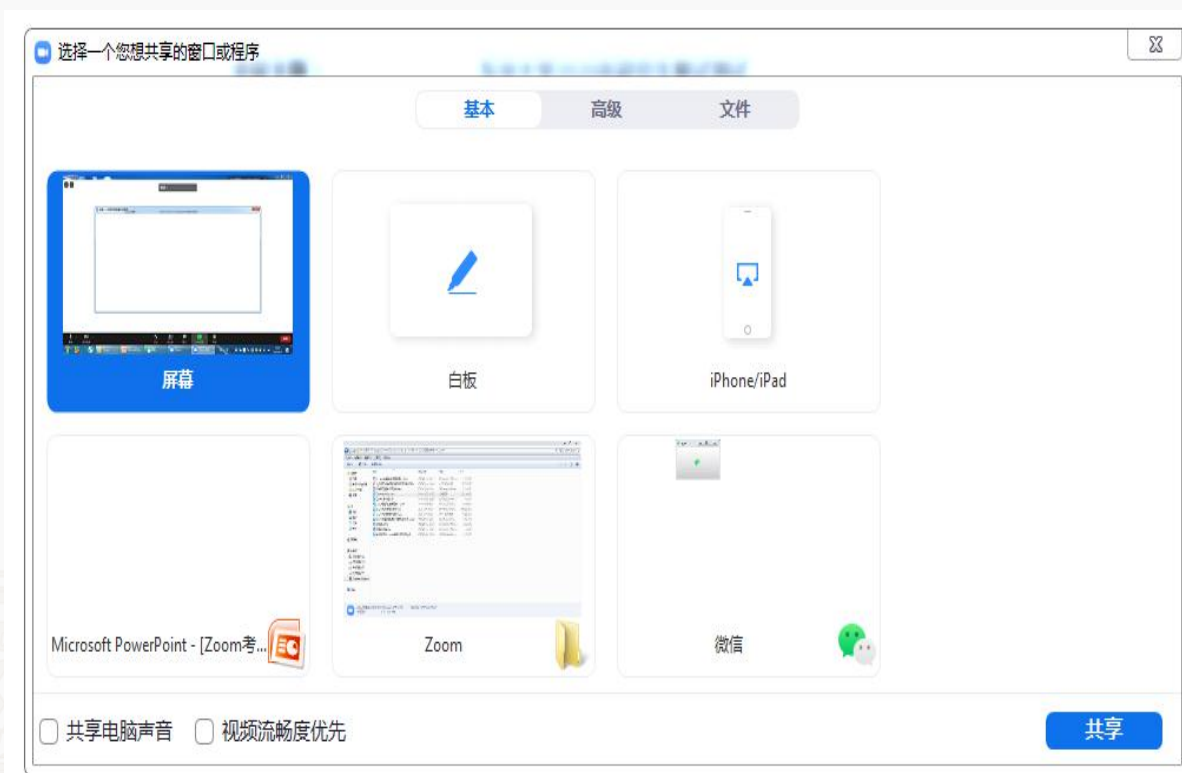 选择一个您想共享的窗口或程序
基本
高级
文件
屏幕
白板
iPhone/iPad
Microsoft PowerPoint - [Zoom考...
Zoom
微信
共享电脑声音
视频流畅度优先
共享